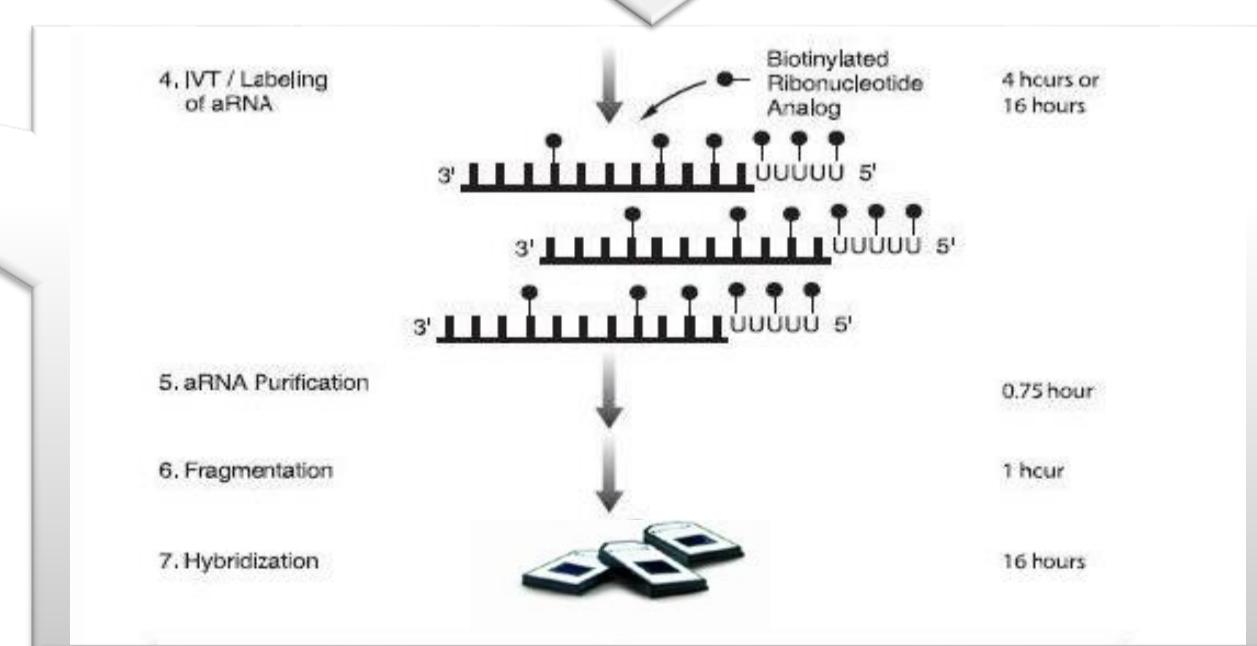 4. IVT / Labeling
of aRNA
Biotinylated
Ribonucleotide
Analog
4 hours or
16 hours
3' UUUUU 5'
3' UUUUU 5'
3' UUUUU 5'
5. aRNA Purification
0.75 hour
6. Fragmentation
1 hour
7. Hybridization
16 hours